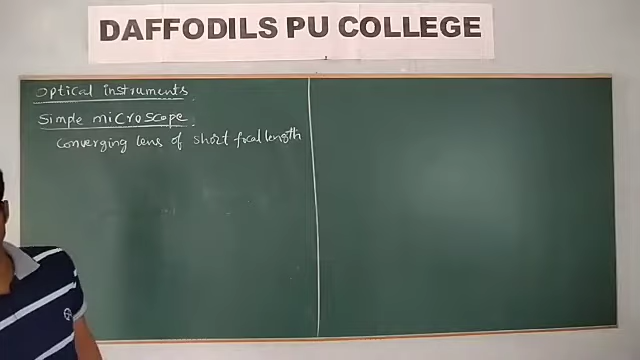 DAFFODILS PU COLLEGE
Optical instruments
Simple microscope
Converging lens of short focal length